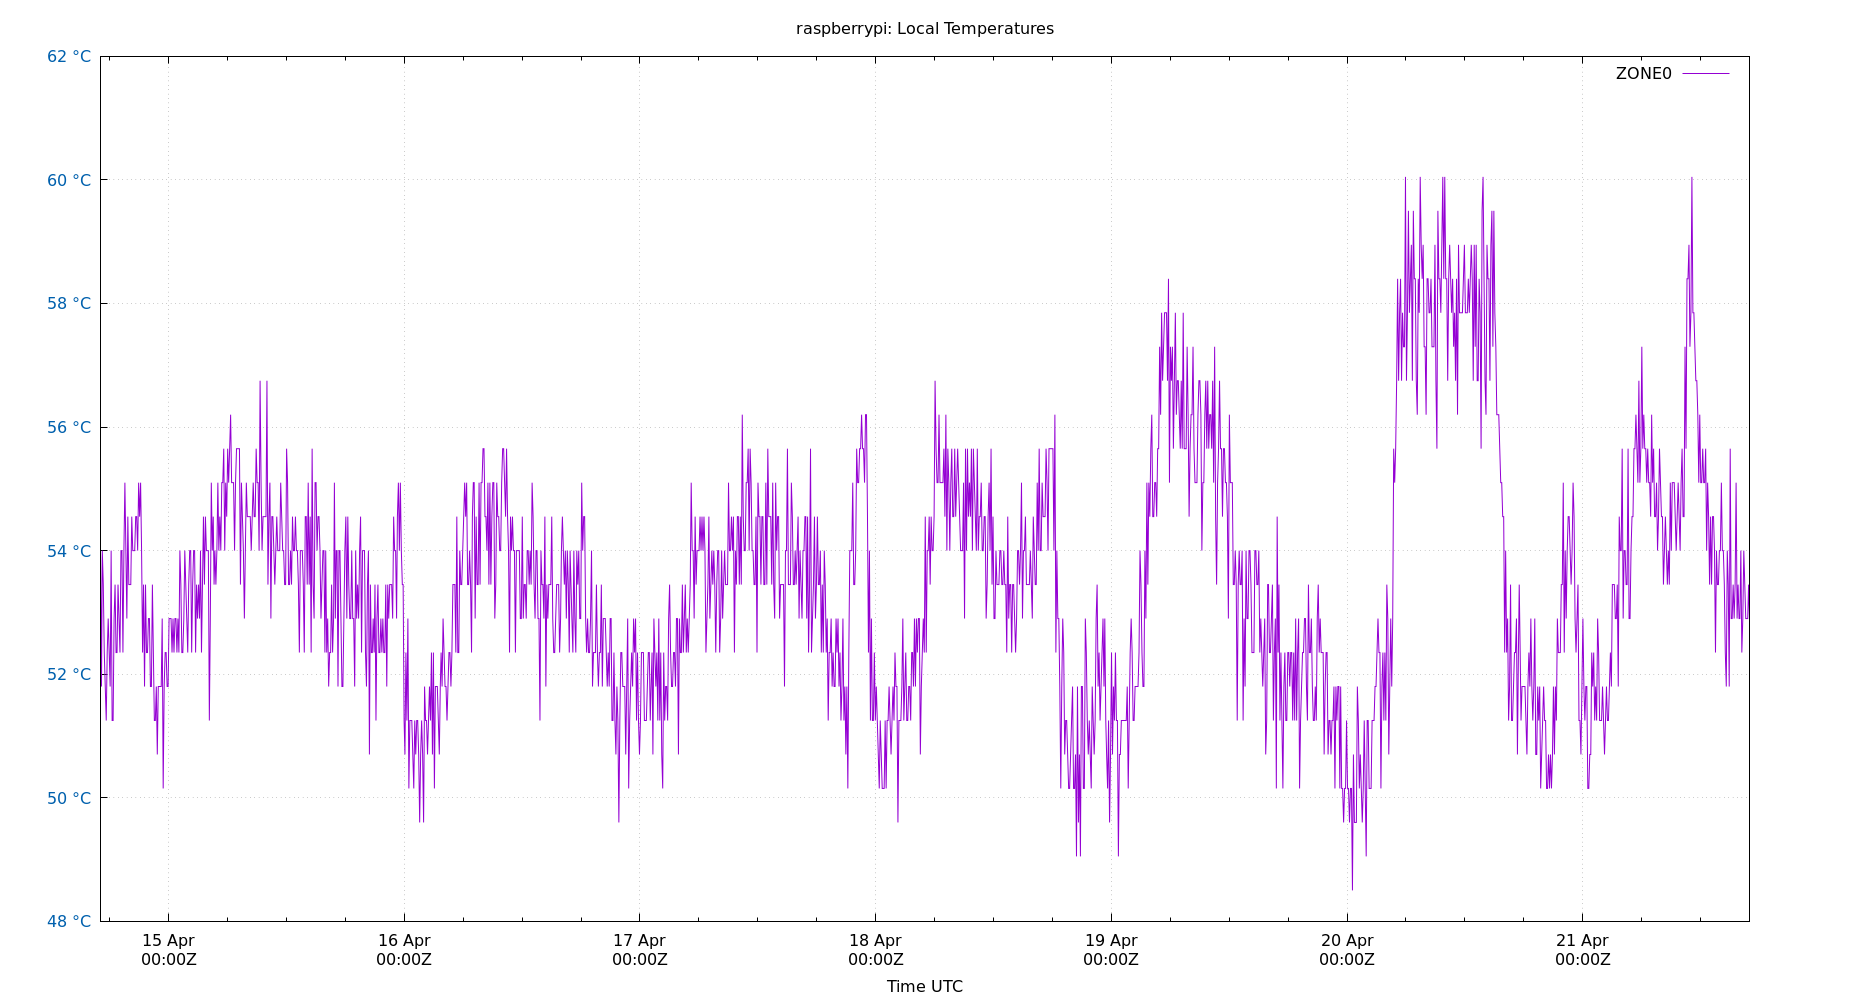 raspberrypi: Local Temperatures
62 °C
ZONE0
60 °C
58 °C
56 °C
54 °C
52 °C
50 °C
48 °C
15 Apr 16 Apr 17 Apr 18 Apr 19 Apr 20 Apr 21 Apr
00:00Z 00:00Z 00:00Z 00:00Z 00:00Z 00:00Z 00:00Z
Time UTC